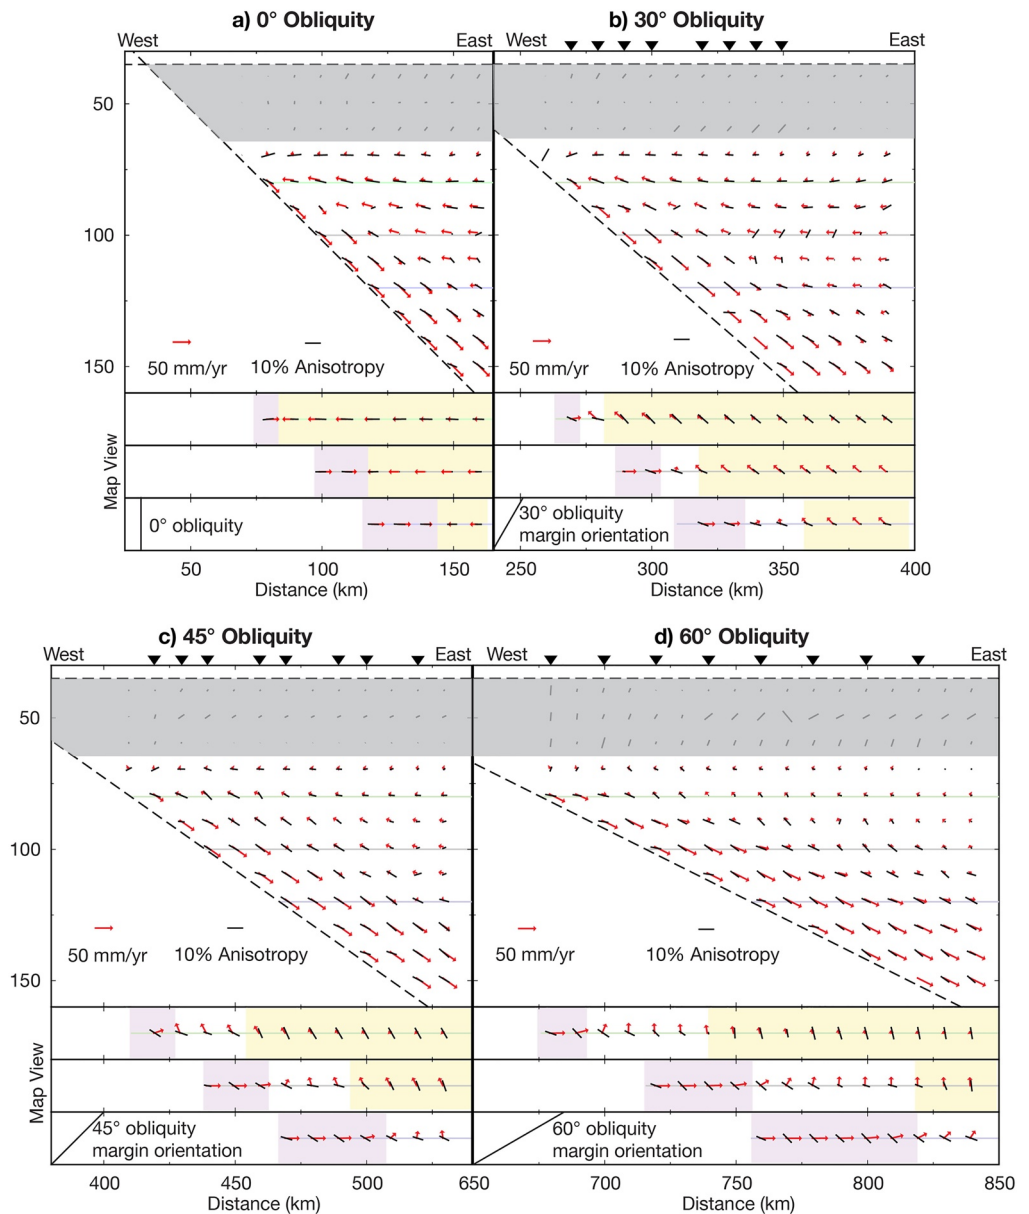 a) 0° Obliquity
b) 30° Obliquity
West
East
West
East
50
100
150
50 mm/yr
10% Anisotropy
50 mm/yr
10% Anisotropy
Map View
0° obliquity
30° obliquity
margin orientation
50
100
150
250
300
350
400
Distance (km)
Distance (km)
c) 45° Obliquity
d) 60° Obliquity
West
East
West
East
50
100
150
50 mm/yr
10% Anisotropy
50 mm/yr
10% Anisotropy
Map View
45° obliquity
margin orientation
60° obliquity
margin orientation
400
450
500
650
700
750
800
850
Distance (km)
Distance (km)